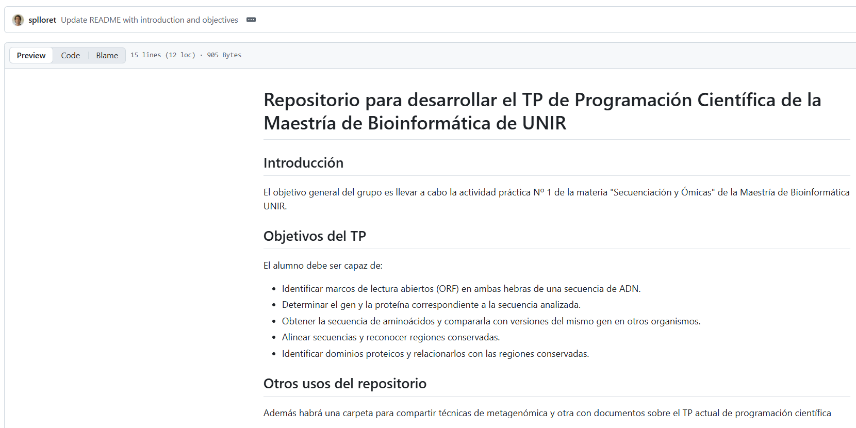 splloret Update README with introduction and objectives
Preview Code Blame 15 lines (12 loc) · 905 Bytes
Repositorio para desarrollar el TP de Programación Científica de la
Maestría de Bioinformática de UNIR
Introducción
El objetivo general del grupo es llevar a cabo la actividad práctica Nº 1 de la materia "Secuenciación y Ómicas" de la Maestría de Bioinformática
UNIR.
Objetivos del TP
El alumno debe ser capaz de:
• Identificar marcos de lectura abiertos (ORF) en ambas hebras de una secuencia de ADN.
• Determinar el gen y la proteína correspondiente a la secuencia analizada.
• Obtener la secuencia de aminoácidos y compararla con versiones del mismo gen en otros organismos.
• Alinear secuencias y reconocer regiones conservadas.
• Identificar dominios proteicos y relacionarlos con las regiones conservadas.
Otros usos del repositorio
Además habrá una carpeta para compartir técnicas de metagenómica y otra con documentos sobre el TP actual de programación científica